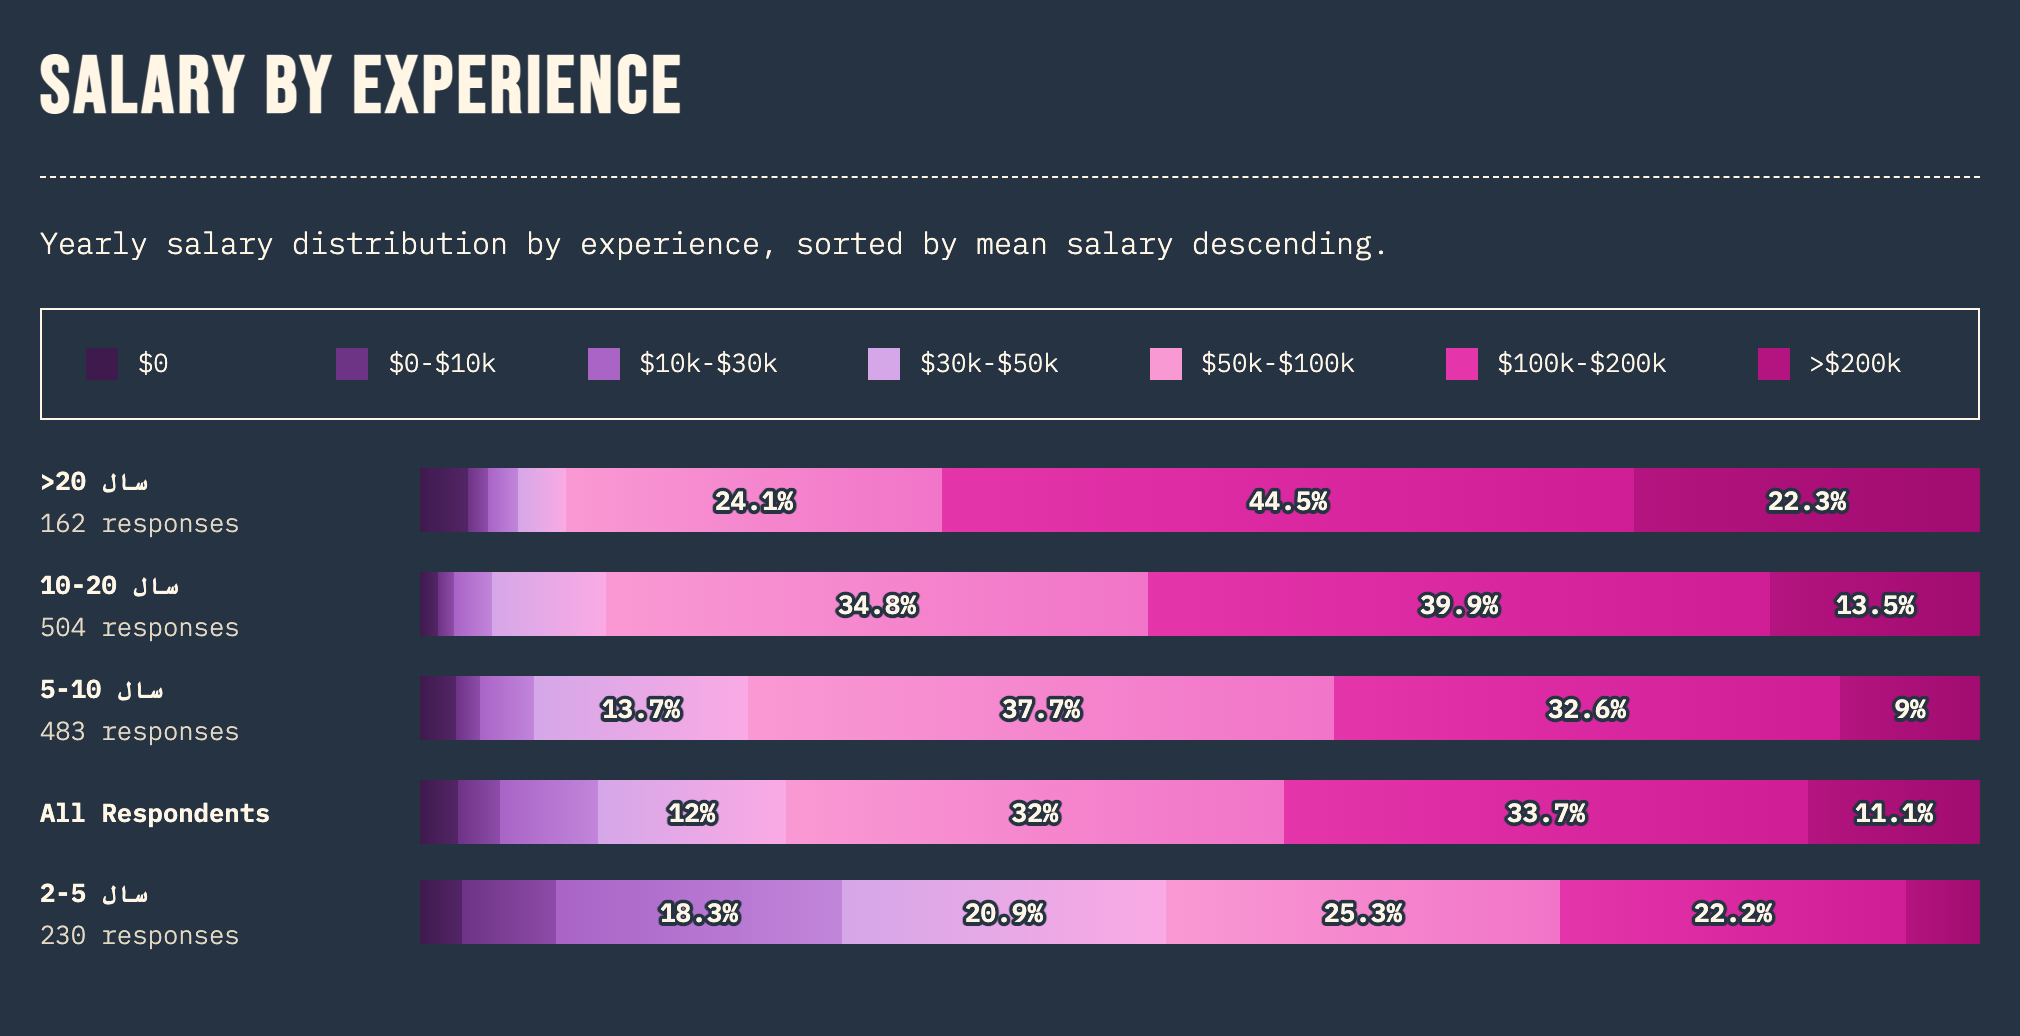 SALARY BY EXPERIENCE
Yearly salary distribution by experience, sorted by mean salary descending.
$0 $0-$10k $10k-$30k $30k-$50k $50k-$100k $100k-$200k >$200k
>20 سال
162 responses
24.1% 44.5% 22.3%
10-20 سال
504 responses
34.8% 39.9% 13.5%
5-10 سال
483 responses
13.7% 37.7% 32.6% 9%
All Respondents
12% 32% 33.7% 11.1%
2-5 سال
230 responses
18.3% 20.9% 25.3% 22.2%